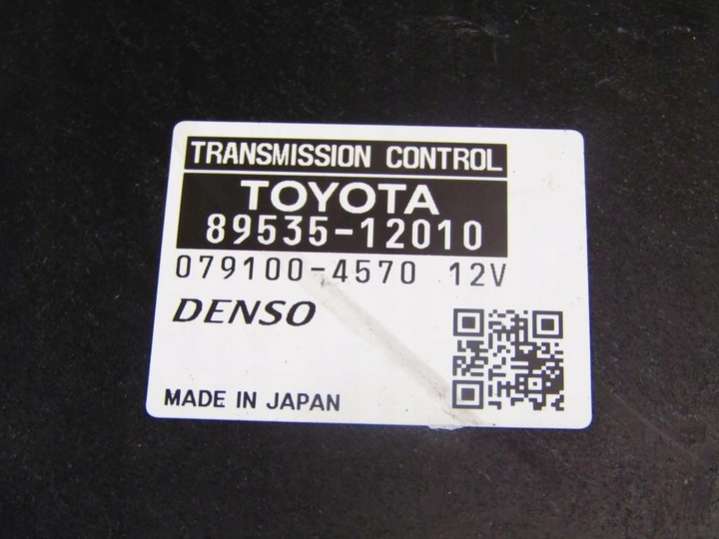 TRANSMISSION CONTROL
TOYOTA
89535-12010
079100-4570 12V
DENSO
MADE IN JAPAN